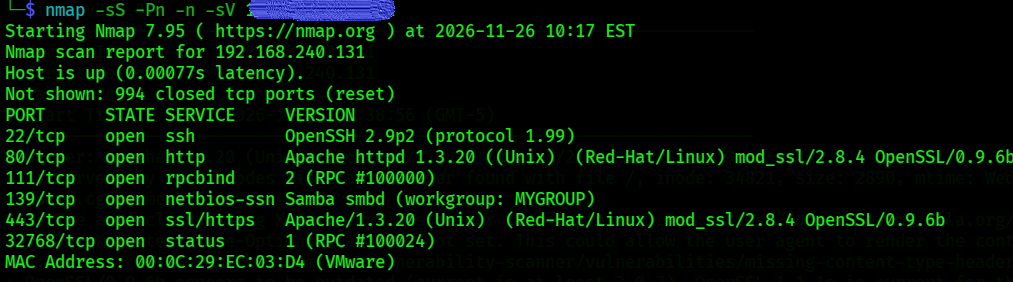 └─$ nmap -sS -Pn -n -sV 1
Starting Nmap 7.95 ( https://nmap.org ) at 2026-11-26 10:17 EST
Nmap scan report for 192.168.240.131
Host is up (0.00077s latency).
Not shown: 994 closed tcp ports (reset)
PORT      STATE SERVICE     VERSION
22/tcp    open  ssh         OpenSSH 2.9p2 (protocol 1.99)
80/tcp    open  http        Apache httpd 1.3.20 ((Unix)  (Red-Hat/Linux) mod_ssl/2.8.4 OpenSSL/0.9.6b
111/tcp   open  rpcbind     2 (RPC #100000)
139/tcp   open  netbios-ssn Samba smbd (workgroup: MYGROUP)
443/tcp   open  ssl/https   Apache/1.3.20 (Unix)  (Red-Hat/Linux) mod_ssl/2.8.4 OpenSSL/0.9.6b
32768/tcp open  status      1 (RPC #100024)
MAC Address: 00:0C:29:EC:03:D4 (VMware)